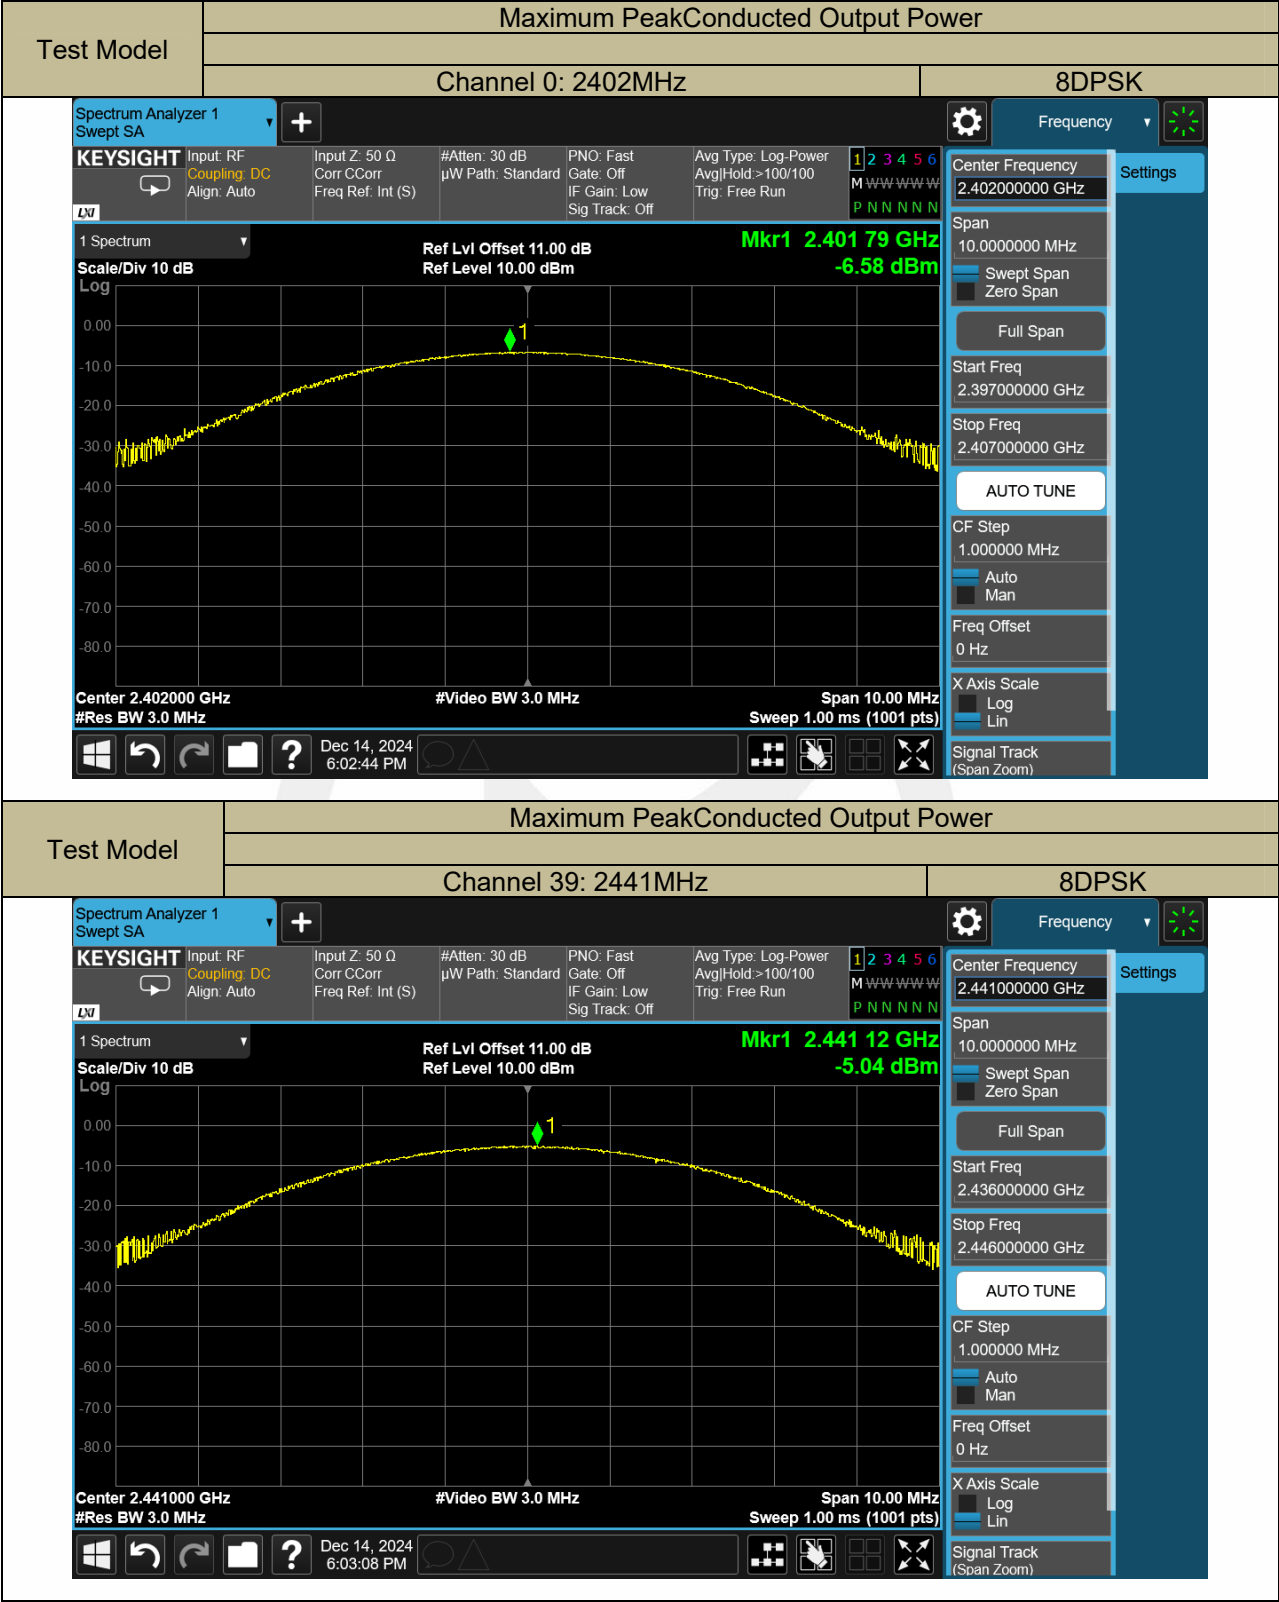 Test Model
Maximum PeakConducted Output Power
Channel 0: 2402MHz
8DPSK
Spectrum Analyzer 1
Swept SA
Frequency
KEYSIGHT
LXI
Input: RF
Coupling: DC
Align: Auto
Input Z: 50 Ω
Corr CCorr
Freq Ref: Int (S)
#Atten: 30 dB
µW Path: Standard
PNO: Fast
Gate: Off
IF Gain: Low
Sig Track: Off
Avg Type: Log-Power
Avg|Hold:>100/100
Trig: Free Run
1 2 3 4 5 6
M W W W W W
P N N N N N
1 Spectrum
Scale/Div 10 dB
Log
Ref Lvl Offset 11.00 dB
Ref Level 10.00 dBm
Mkr1 2.401 79 GHz
-6.58 dBm
1
0.00
-10.0
-20.0
-30.0
-40.0
-50.0
-60.0
-70.0
-80.0
Center 2.402000 GHz
#Res BW 3.0 MHz
#Video BW 3.0 MHz
Span 10.00 MHz
Sweep 1.00 ms (1001 pts)
Dec 14, 2024
6:02:44 PM
Center Frequency
2.402000000 GHz
Settings
Span
10.0000000 MHz
Swept Span
Zero Span
Full Span
Start Freq
2.397000000 GHz
Stop Freq
2.407000000 GHz
AUTO TUNE
CF Step
1.000000 MHz
Auto
Man
Freq Offset
0 Hz
X Axis Scale
Log
Lin
Signal Track
(Span Zoom)
Test Model
Maximum PeakConducted Output Power
Channel 39: 2441MHz
8DPSK
Spectrum Analyzer 1
Swept SA
Frequency
KEYSIGHT
LXI
Input: RF
Coupling: DC
Align: Auto
Input Z: 50 Ω
Corr CCorr
Freq Ref: Int (S)
#Atten: 30 dB
µW Path: Standard
PNO: Fast
Gate: Off
IF Gain: Low
Sig Track: Off
Avg Type: Log-Power
Avg|Hold:>100/100
Trig: Free Run
1 2 3 4 5 6
M W W W W W
P N N N N N
1 Spectrum
Scale/Div 10 dB
Log
Ref Lvl Offset 11.00 dB
Ref Level 10.00 dBm
Mkr1 2.441 12 GHz
-5.04 dBm
1
0.00
-10.0
-20.0
-30.0
-40.0
-50.0
-60.0
-70.0
-80.0
Center 2.441000 GHz
#Res BW 3.0 MHz
#Video BW 3.0 MHz
Span 10.00 MHz
Sweep 1.00 ms (1001 pts)
Dec 14, 2024
6:03:08 PM
Center Frequency
2.441000000 GHz
Settings
Span
10.0000000 MHz
Swept Span
Zero Span
Full Span
Start Freq
2.436000000 GHz
Stop Freq
2.446000000 GHz
AUTO TUNE
CF Step
1.000000 MHz
Auto
Man
Freq Offset
0 Hz
X Axis Scale
Log
Lin
Signal Track
(Span Zoom)